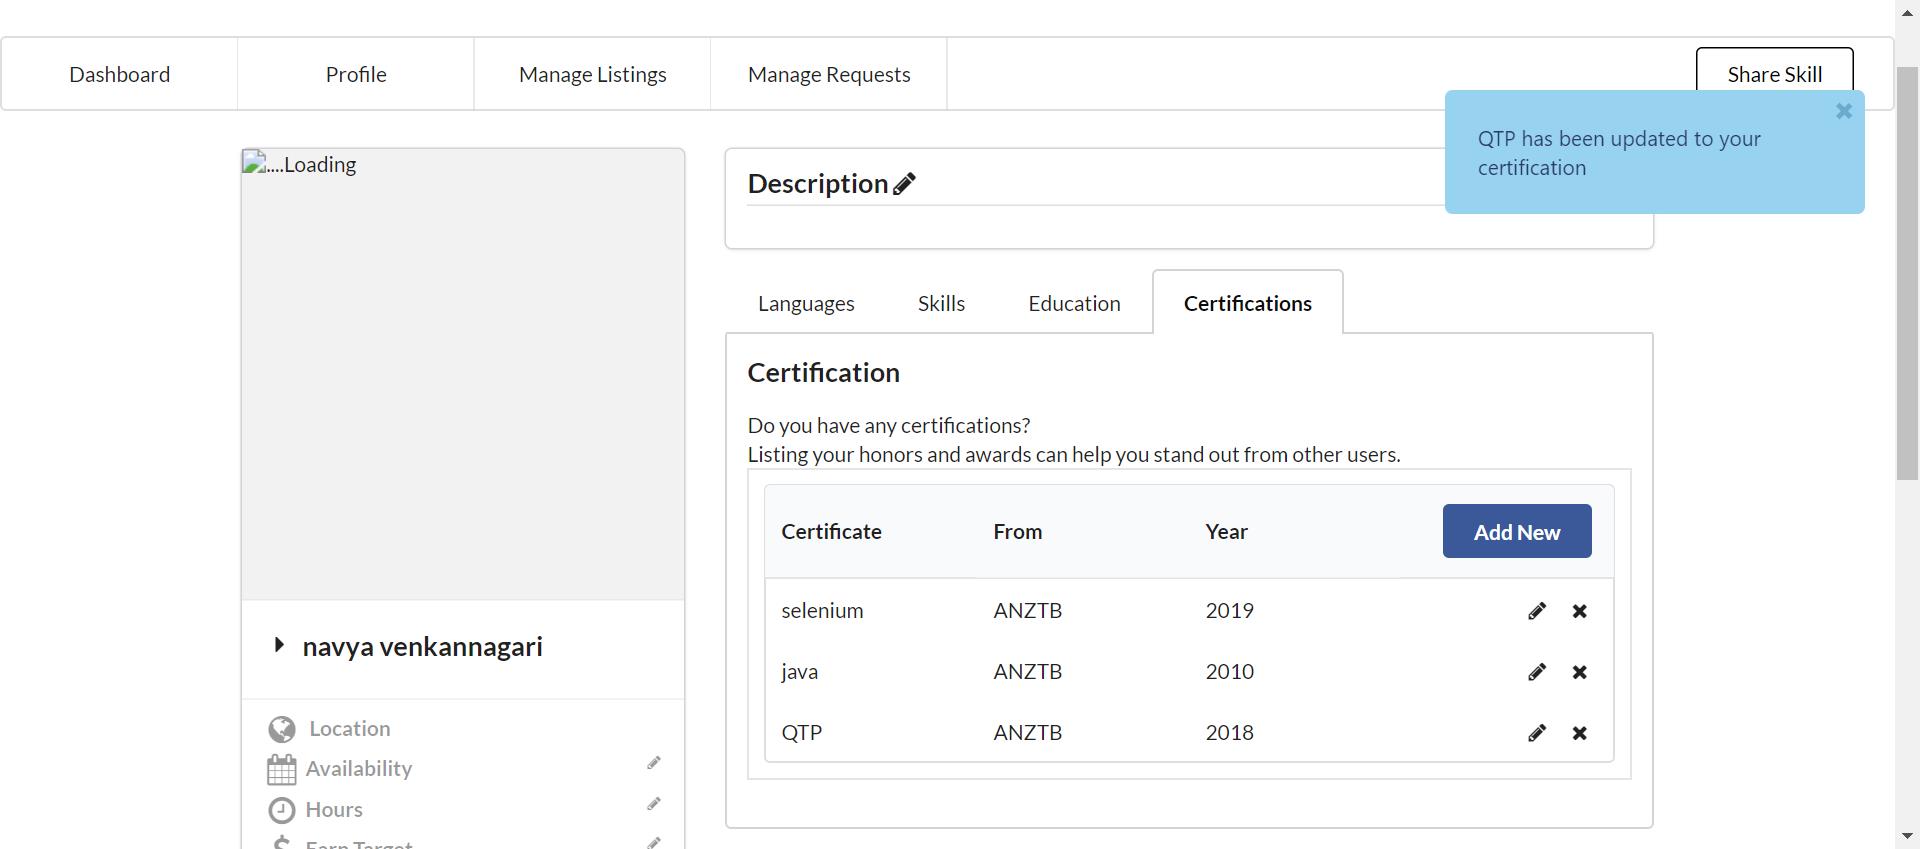 Dashboard
Profile
Manage Listings
Manage Requests
Share Skill
QTP has been updated to your
certification
....Loading
Description
Languages
Skills
Education
Certifications
Certification
Do you have any certifications?
Listing your honors and awards can help you stand out from other users.
Certificate From Year Add New
selenium ANZTB 2019
java ANZTB 2010
QTP ANZTB 2018
navya venkannagari
Location
Availability
Hours
Earn Target